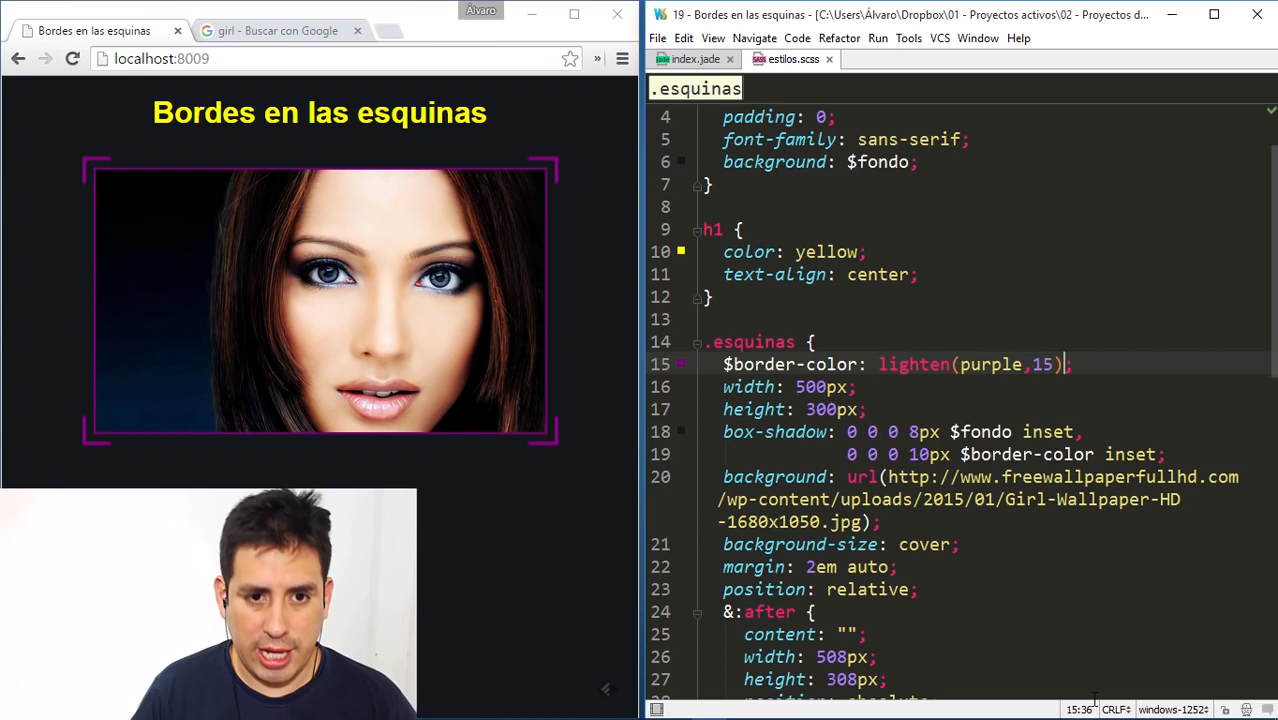 Álvaro
Bordes en las esquinas
girl - Buscar con Google
localhost:8009
»
Bordes en las esquinas
19 - Bordes en las esquinas - [C:\Users\Álvaro\Dropbox\01 - Proyectos activos\02 - Proyectos d...
File Edit View Navigate Code Refactor Run Tools VCS Window Help
index.jade
estilos.scss
.esquinas
4 padding: 0;
5 font-family: sans-serif;
6 background: $fondo;
7 }
8
9 h1 {
10 color: yellow;
11 text-align: center;
12 }
13
14 .esquinas {
15 $border-color: lighten(purple,15);
16 width: 500px;
17 height: 300px;
18 box-shadow: 0 0 0 8px $fondo inset,
19 0 0 0 10px $border-color inset;
20 background: url(http://www.freewallpaperfullhd.com
/wp-content/uploads/2015/01/Girl-Wallpaper-HD
-1680x1050.jpg);
21 background-size: cover;
22 margin: 2em auto;
23 position: relative;
24 &:after {
25 content: "";
26 width: 508px;
27 height: 308px;
15:36 CRLF windows-1252